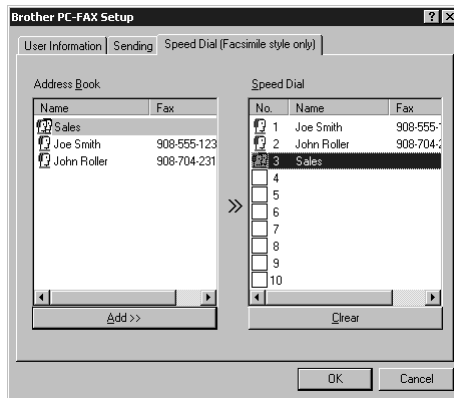 Brother PC-FAX Setup
User Information Sending Speed Dial (Facsimile style only)
Address Book Speed Dial
Name Fax No. Name Fax
Sales 1 Joe Smith 908-555-
Joe Smith 908-555-123 2 John Roller 908-704-
John Roller 908-704-231 3 Sales
4
5
6
7
8
9
10
Add >> Clrear
OK Cancel